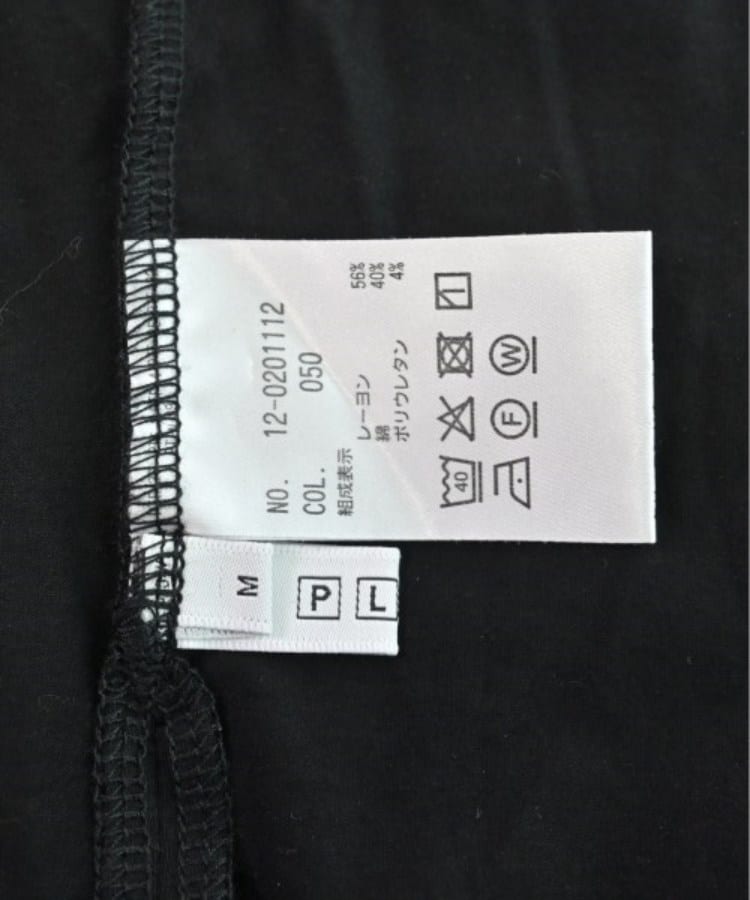 NO. 12-0201112
COL. 050
組成表示
レーヨン 56%
綿 40%
ポリウレタン 4%
40
F W
M
P
L